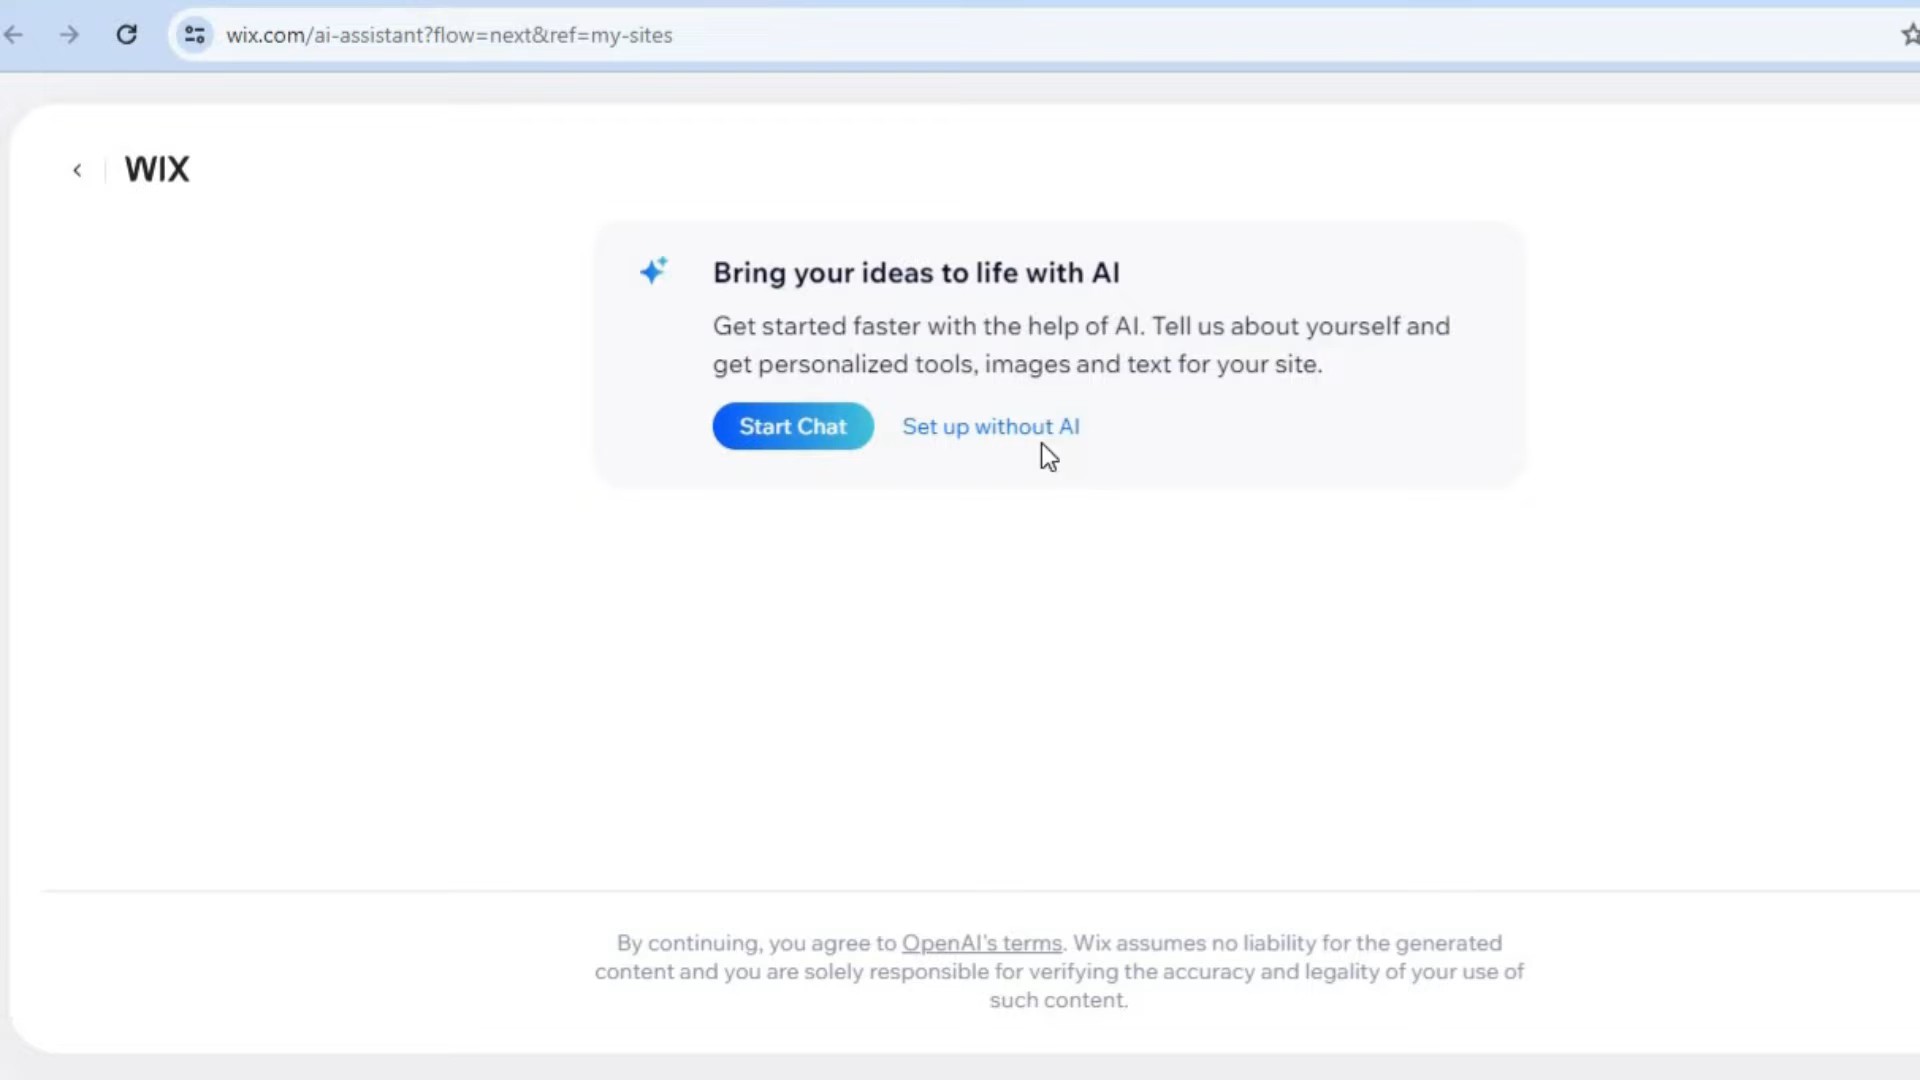 wix.com/ai-assistant?flow=next&ref=my-sites
WIX
Bring your ideas to life with AI
Get started faster with the help of AI. Tell us about yourself and
get personalized tools, images and text for your site.
Start Chat
Set up without AI
By continuing, you agree to OpenAI's terms. Wix assumes no liability for the generated
content and you are solely responsible for verifying the accuracy and legality of your use of
such content.